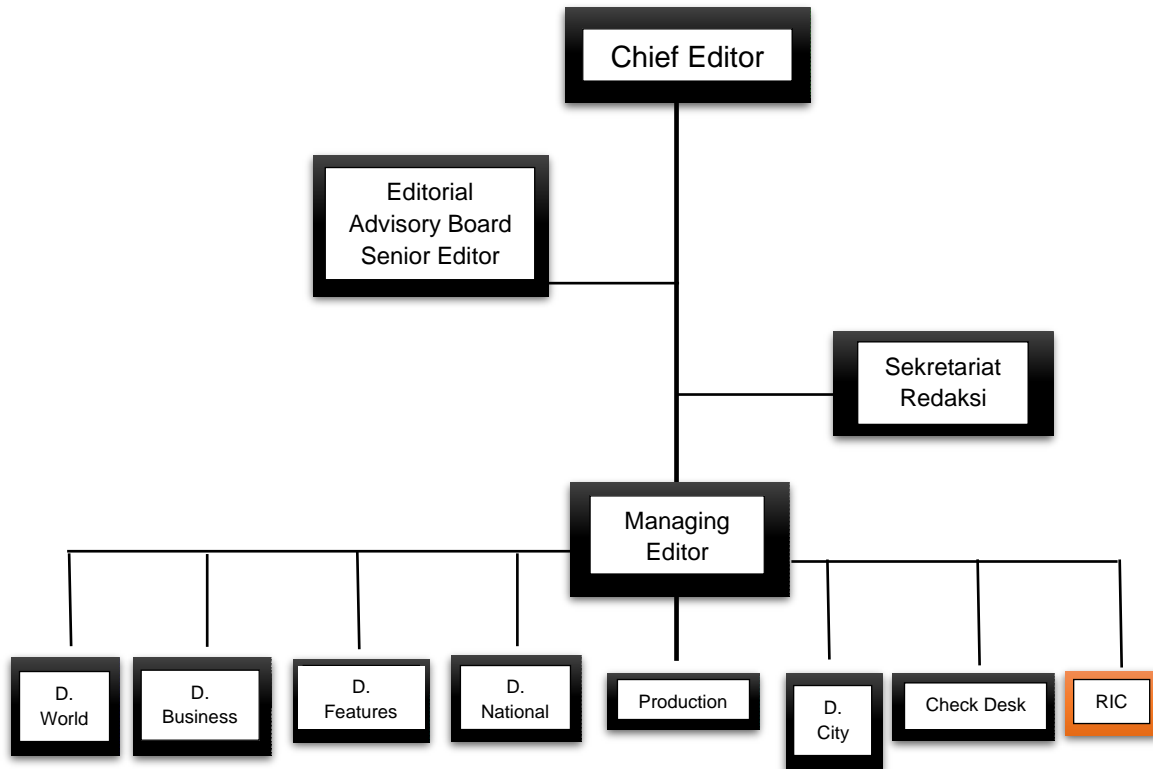 Chief Editor
Editorial
Advisory Board
Senior Editor
Sekretariat
Redaksi
Managing
Editor
D.
World
D.
Business
D.
Features
D.
National
Production
D.
City
Check Desk
RIC